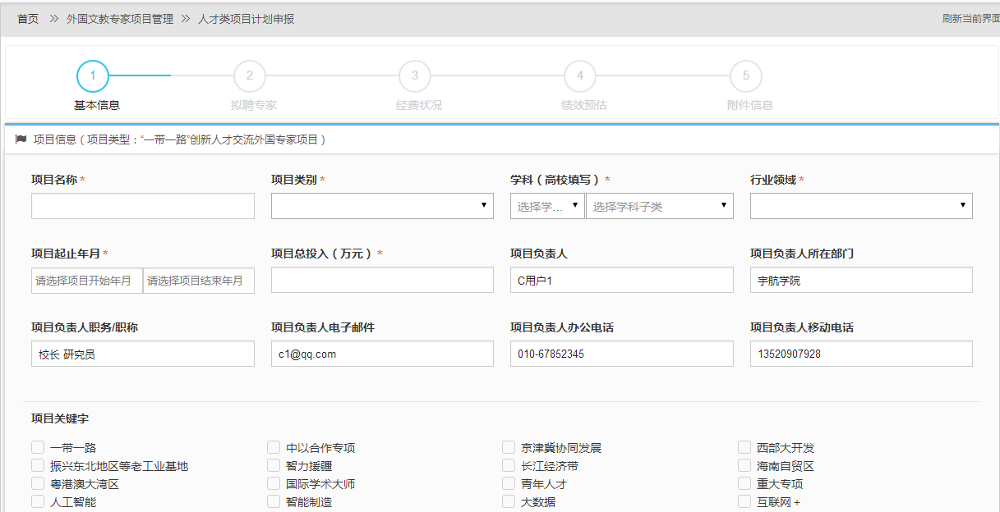 首页 >> 外国文教专家项目管理 >> 人才类项目计划申报 刷新当前界面
1 2 3 4 5
基本信息 拟聘专家 经费状况 绩效预估 附件信息
项目信息（项目类型：“一带一路”创新人才交流外国专家项目）
项目名称* 项目类别* 学科（高校填写）* 行业领域*
选择学... 选择学科子类
项目起止年月* 项目总投入（万元）* 项目负责人 项目负责人所在部门
请选择项目开始年月 请选择项目结束年月 C用户1 宇航学院
项目负责人职务/职称 项目负责人电子邮件 项目负责人办公电话 项目负责人移动电话
校长 研究员 c1@qq.com 010-67852345 13520907928
项目关键字
一带一路 中以合作专项 京津冀协同发展 西部大开发
振兴东北地区等老工业基地 智力援疆 长江经济带 海南自贸区
粤港澳大湾区 国际学术大师 青年人才 重大专项
人工智能 智能制造 大数据 互联网+